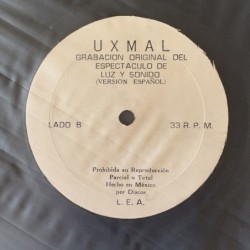 UXMAL
GRABACION ORIGINAL DEL
ESPECTACULO DE
LUZ Y SONIDO
(VERSION ESPAÑOL)
LADO B 33 R.P.M.
Prohibida su Reproducción
Parcial o Total
Hecho en México
por Discos
L. E. A.